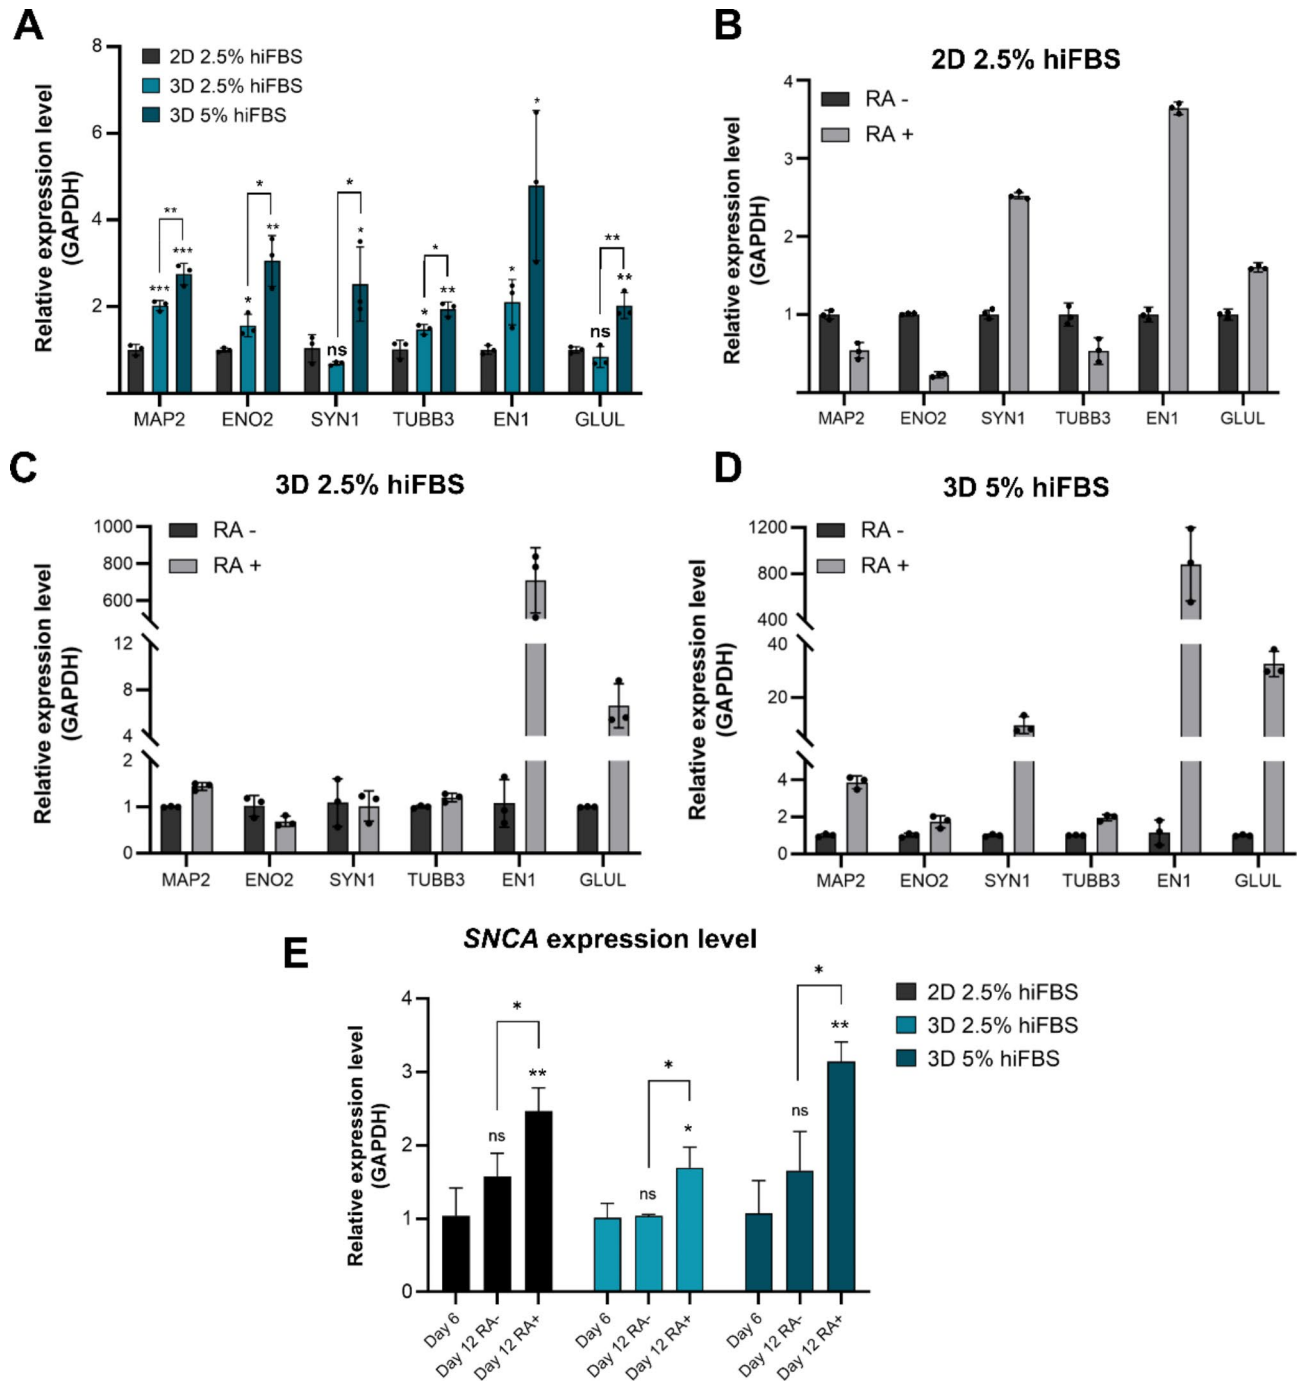 A
8
6
4
2
Relative expression level
(GAPDH)
2D 2.5% hiFBS
3D 2.5% hiFBS
3D 5% hiFBS
** * * * * **
*** *** * ** ns * * ** * * ns **
MAP2 ENO2 SYN1 TUBB3 EN1 GLUL
B
2D 2.5% hiFBS
4
3
2
1
Relative expression level
(GAPDH)
RA -
RA +
MAP2 ENO2 SYN1 TUBB3 EN1 GLUL
C
3D 2.5% hiFBS
1000
800
600
12
8
4
2
1
0
Relative expression level
(GAPDH)
RA -
RA +
MAP2 ENO2 SYN1 TUBB3 EN1 GLUL
D
3D 5% hiFBS
1200
800
400
40
20
4
2
0
Relative expression level
(GAPDH)
RA -
RA +
MAP2 ENO2 SYN1 TUBB3 EN1 GLUL
E
SNCA expression level
4
3
2
1
0
Relative expression level
(GAPDH)
* * *
ns ** ns * ns **
2D 2.5% hiFBS
3D 2.5% hiFBS
3D 5% hiFBS
Day 6
Day 12 RA-
Day 12 RA+
Day 6
Day 12 RA-
Day 12 RA+
Day 6
Day 12 RA-
Day 12 RA+